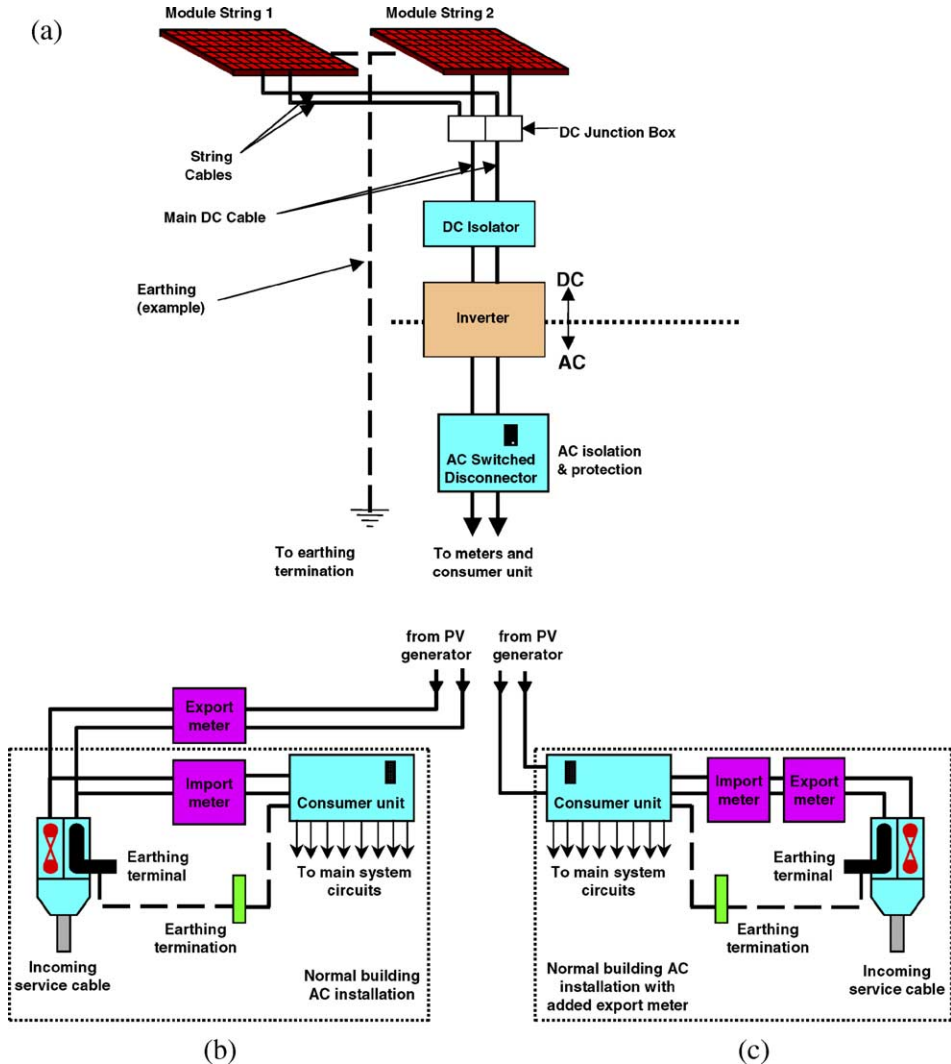 (a)
Module String 1
Module String 2
DC Junction Box
String
Cables
Main DC Cable
DC Isolator
Earthing
(example)
DC
Inverter
AC
AC Switched
Disconnector
AC isolation
& protection
To earthing
termination
To meters and
consumer unit
from PV
generator
from PV
generator
Export
meter
Import
meter
Consumer unit
To main system
circuits
Earthing
terminal
Earthing
termination
Incoming
service cable
Normal building
AC installation
(b)
Consumer unit
Import
meter
Export
meter
To main system
circuits
Earthing
terminal
Earthing
termination
Normal building AC
installation with
added export meter
Incoming
service cable
(c)